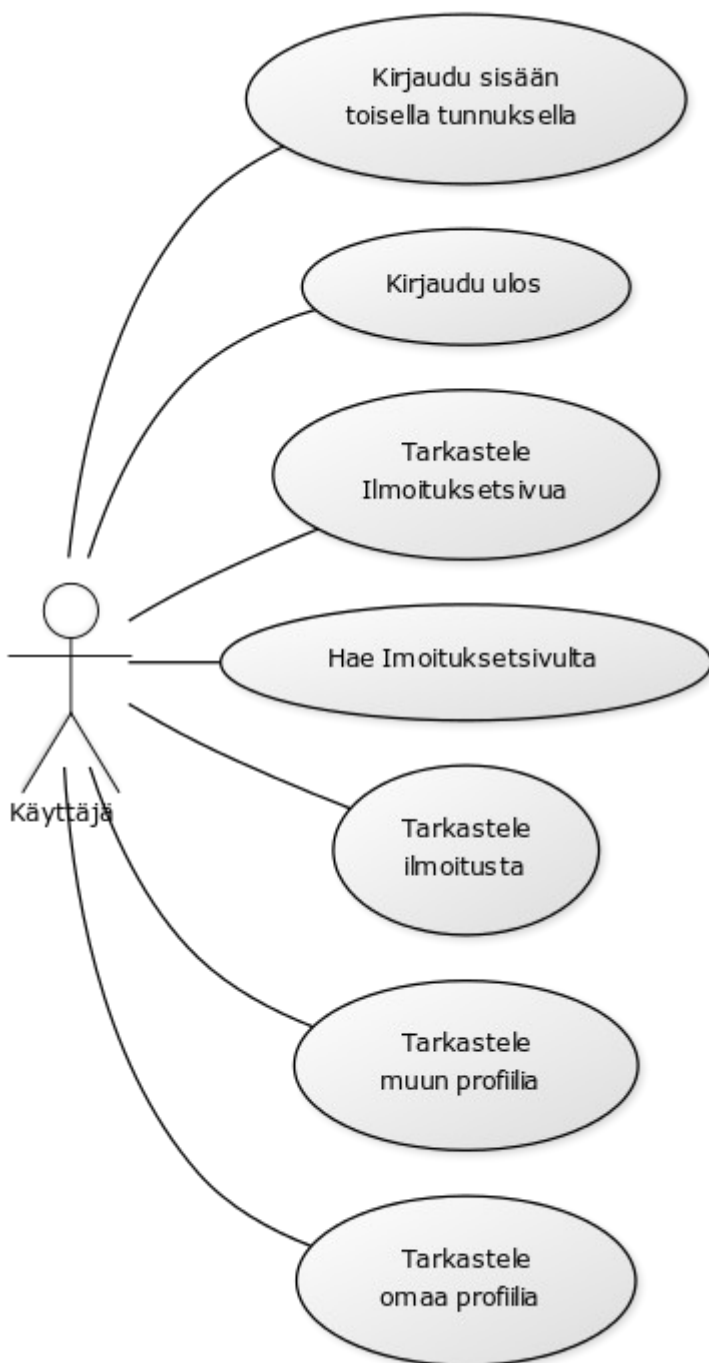 Kirjaudu sisään
toisella tunnuksella
Kirjaudu ulos
Tarkastele
Ilmoituksetsivua
Hae Imoituksetsivulta
Käyttäjä
Tarkastele
ilmoitusta
Tarkastele
muun profiilia
Tarkastele
omaa profiilia